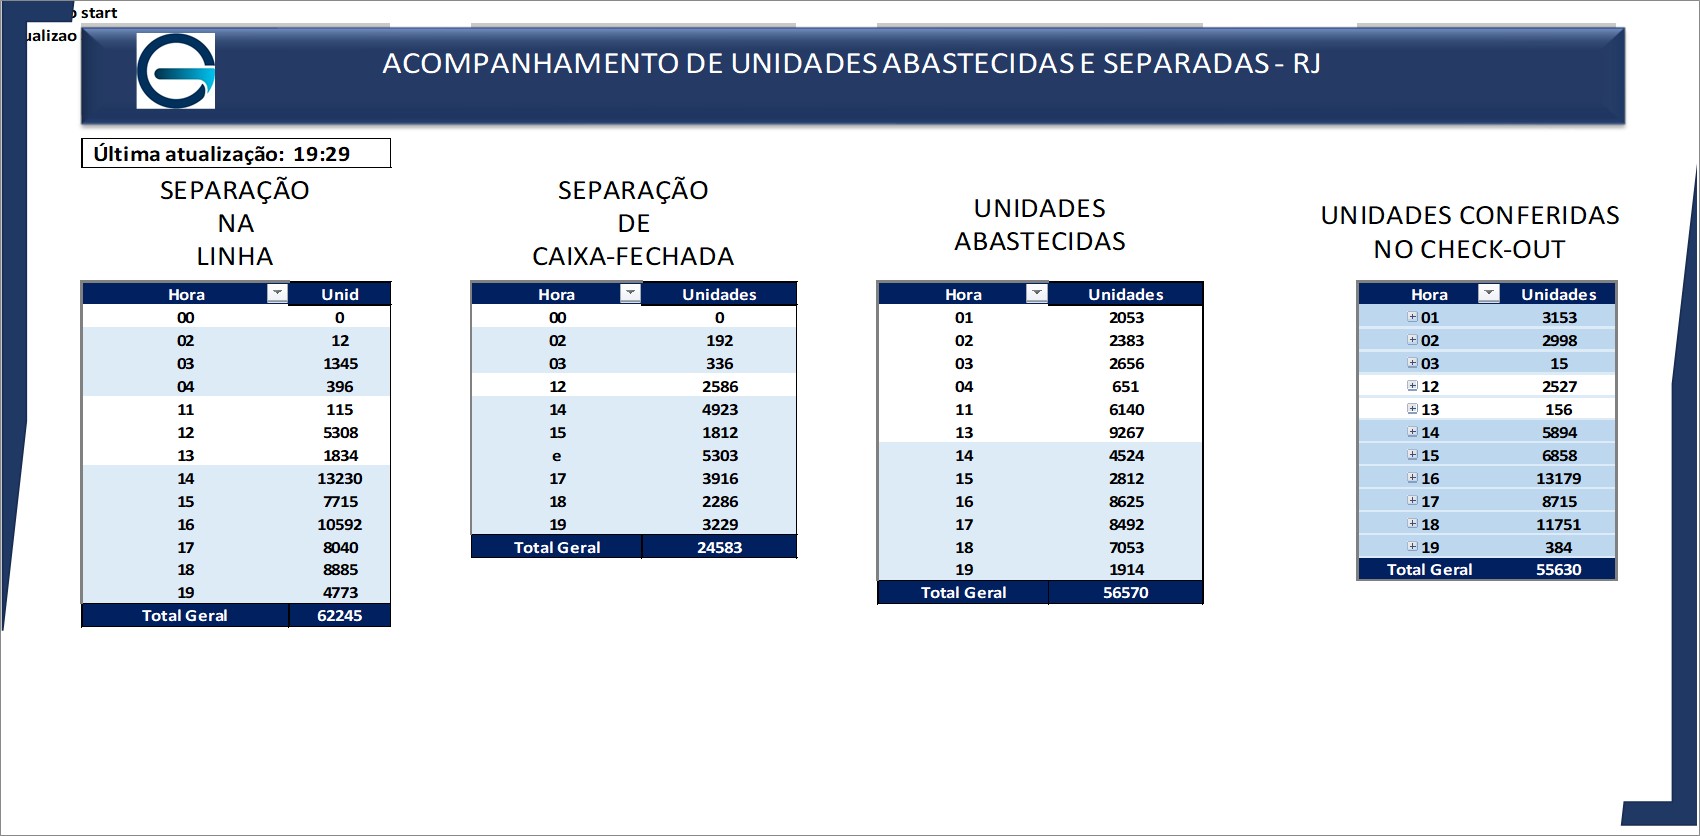 start
ualizao
ACOMPANHAMENTO DE UNIDADES ABASTECIDAS E SEPARADAS - RJ
Última atualização: 19:29
SEPARAÇÃO
NA
LINHA
Hora Unid
00 0
02 12
03 1345
04 396
11 115
12 5308
13 1834
14 13230
15 7715
16 10592
17 8040
18 8885
19 4773
Total Geral 62245
SEPARAÇÃO
DE
CAIXA-FECHADA
Hora Unidades
00 0
02 192
03 336
12 2586
14 4923
15 1812
e 5303
17 3916
18 2286
19 3229
Total Geral 24583
UNIDADES
ABASTECIDAS
Hora Unidades
01 2053
02 2383
03 2656
04 651
11 6140
13 9267
14 4524
15 2812
16 8625
17 8492
18 7053
19 1914
Total Geral 56570
UNIDADES CONFERIDAS
NO CHECK-OUT
Hora Unidades
01 3153
02 2998
03 15
12 2527
13 156
14 5894
15 6858
16 13179
17 8715
18 11751
19 384
Total Geral 55630